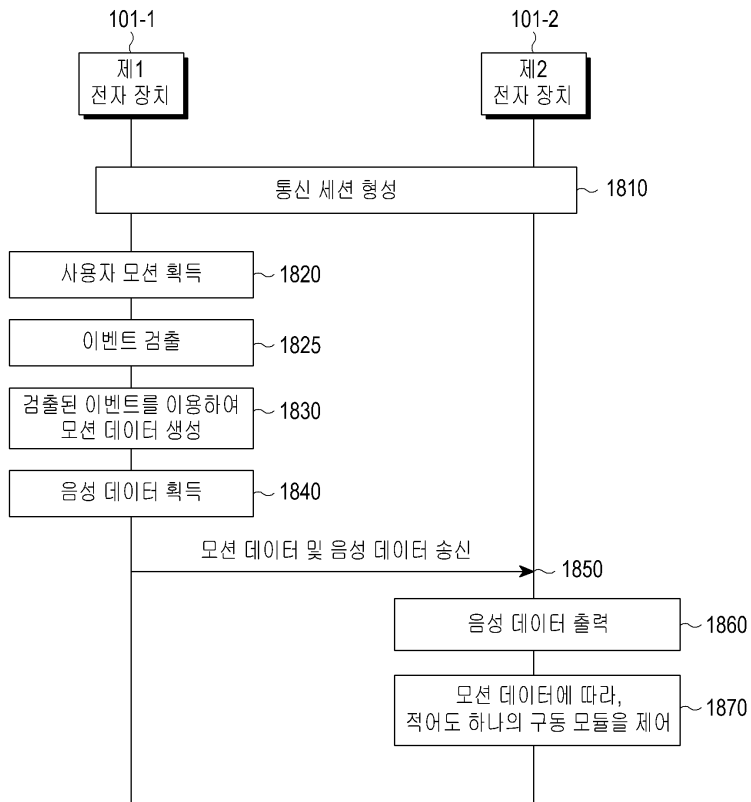 101-1
101-2
제1
전자 장치
제2
전자 장치
통신 세션 형성
1810
사용자 모션 획득
1820
이벤트 검출
1825
검출된 이벤트를 이용하여
모션 데이터 생성
1830
음성 데이터 획득
1840
모션 데이터 및 음성 데이터 송신
1850
음성 데이터 출력
1860
모션 데이터에 따라,
적어도 하나의 구동 모듈을 제어
1870